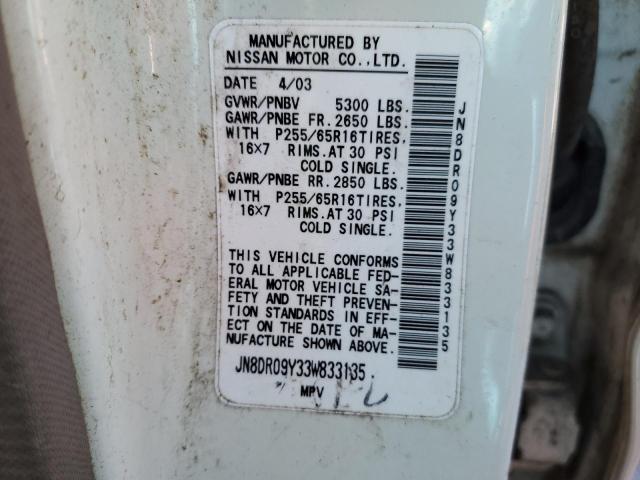 MANUFACTURED BY
NISSAN MOTOR CO.,LTD.
DATE 4/03
GVWR/PNBV 5300 LBS.
GAWR/PNBE FR.2650 LBS.
WITH P255/65R16TIRES,
16×7 RIMS.AT 30 PSI
COLD SINGLE.
GAWR/PNBE RR.2850 LBS.
WITH P255/65R16TIRES,
16×7 RIMS.AT 30 PSI
COLD SINGLE.
THIS VEHICLE CONFORMS
TO ALL APPLICABLE FED-
ERAL MOTOR VEHICLE SA-
FETY AND THEFT PREVEN-
TION STANDARDS IN EFF-
ECT ON THE DATE OF MA-
NUFACTURE SHOWN ABOVE.
JN8DR09Y33W833135
MPV
JN8DR09Y33W833135